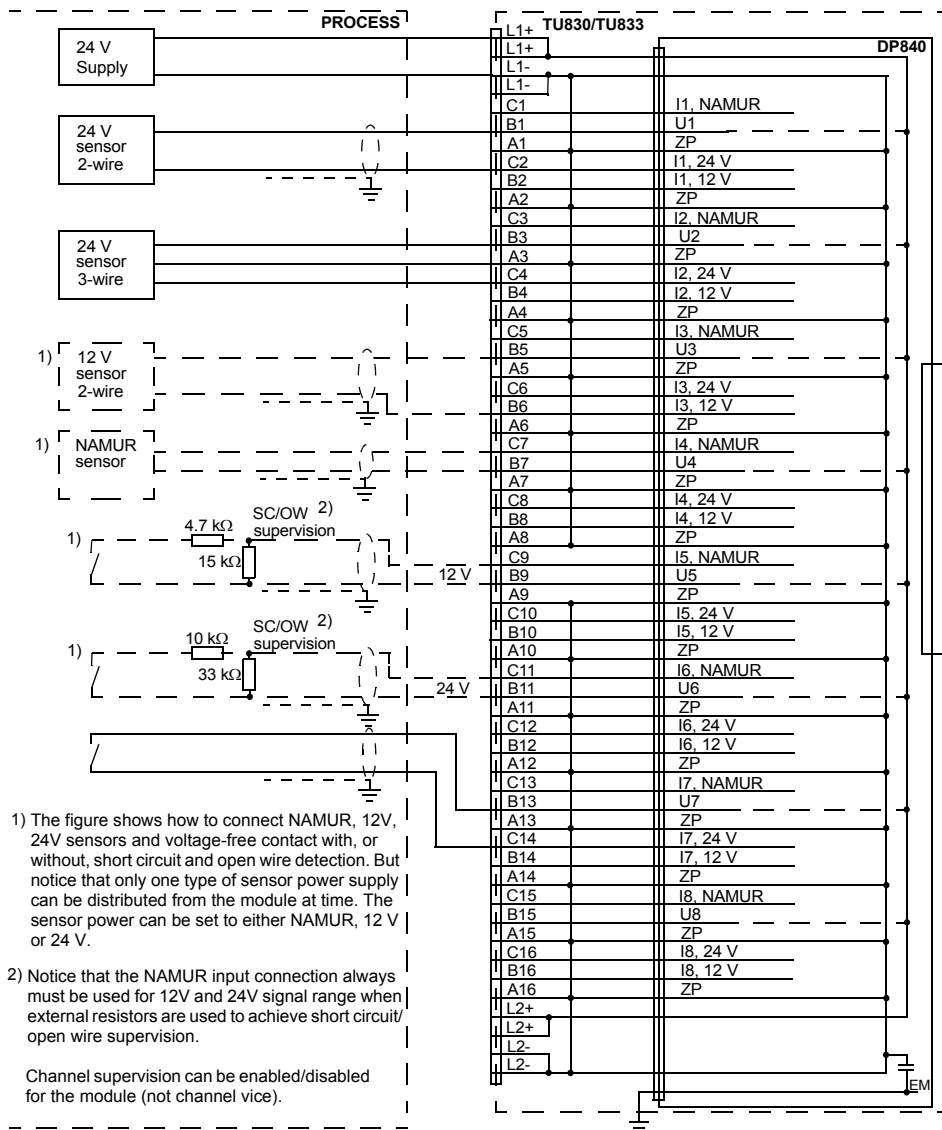 PROCESS
TU830/TU833
DP840
24 V
Supply
24 V
sensor
2-wire
24 V
sensor
3-wire
1)
12 V
sensor
2-wire
1)
NAMUR
sensor
1)
4.7 kΩ
SC/OW 2)
supervision
15 kΩ
12 V
1)
10 kΩ
SC/OW 2)
supervision
33 kΩ
24 V
L1+
L1+
L1-
L1-
C1 I1, NAMUR
B1 U1
A1 ZP
C2 I1, 24 V
B2 I1, 12 V
A2 ZP
C3 I2, NAMUR
B3 U2
A3 ZP
C4 I2, 24 V
B4 I2, 12 V
A4 ZP
C5 I3, NAMUR
B5 U3
A5 ZP
C6 I3, 24 V
B6 I3, 12 V
A6 ZP
C7 I4, NAMUR
B7 U4
A7 ZP
C8 I4, 24 V
B8 I4, 12 V
A8 ZP
C9 I5, NAMUR
B9 U5
A9 ZP
C10 I5, 24 V
B10 I5, 12 V
A10 ZP
C11 I6, NAMUR
B11 U6
A11 ZP
C12 I6, 24 V
B12 I6, 12 V
A12 ZP
C13 I7, NAMUR
B13 U7
A13 ZP
C14 I7, 24 V
B14 I7, 12 V
A14 ZP
C15 I8, NAMUR
B15 U8
A15 ZP
C16 I8, 24 V
B16 I8, 12 V
A16 ZP
L2+
L2+
L2-
L2-
EM
1) The figure shows how to connect NAMUR, 12V,
24V sensors and voltage-free contact with, or
without, short circuit and open wire detection. But
notice that only one type of sensor power supply
can be distributed from the module at time. The
sensor power can be set to either NAMUR, 12 V
or 24 V.
2) Notice that the NAMUR input connection always
must be used for 12V and 24V signal range when
external resistors are used to achieve short circuit/
open wire supervision.
Channel supervision can be enabled/disabled
for the module (not channel vice).